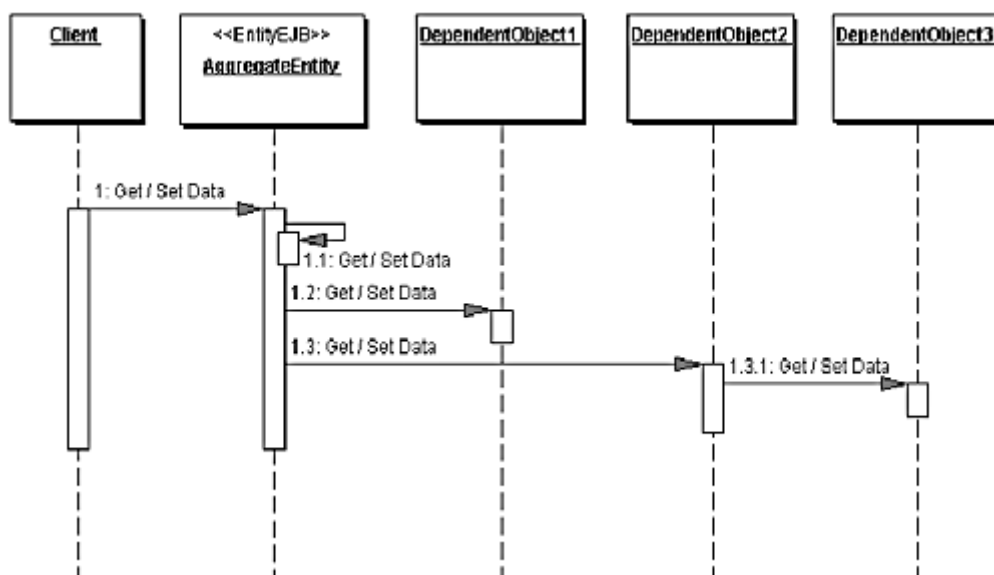 Client
<<EntityEJB>>
AggregateEntity
DependentObject1
DependentObject2
DependentObject3
1: Get / Set Data
1.1: Get / Set Data
1.2: Get / Set Data
1.3: Get / Set Data
1.3.1: Get / Set Data